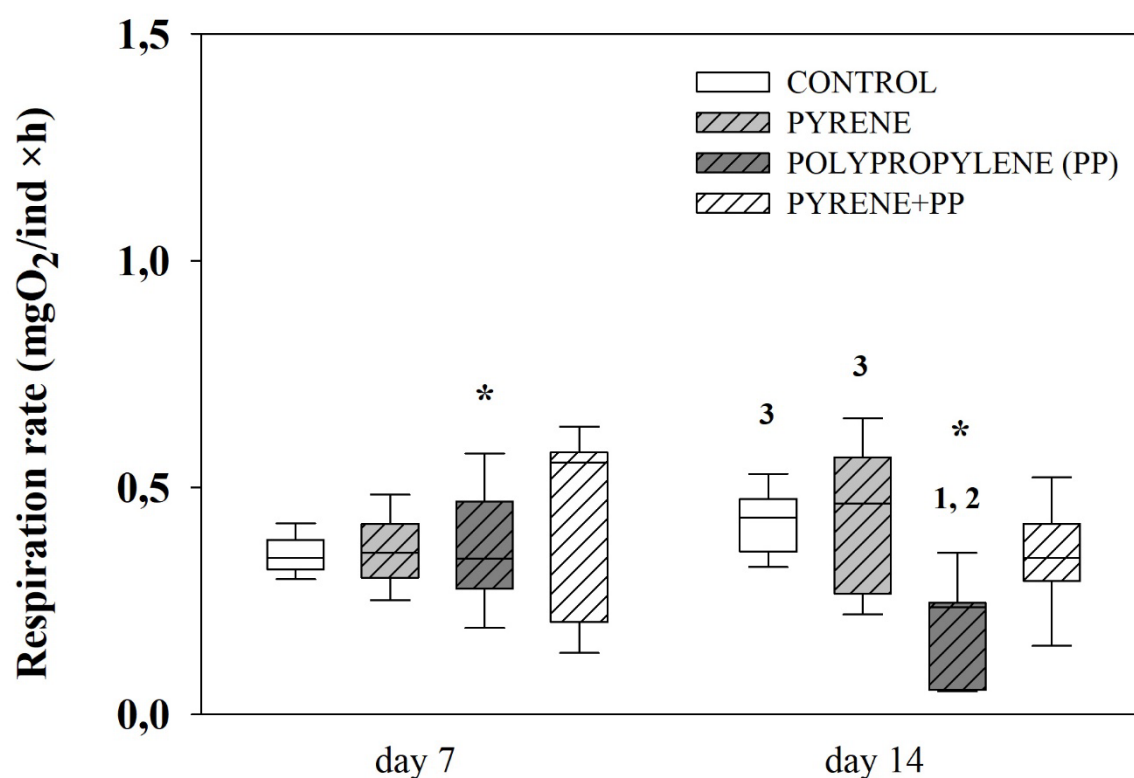 Respiration rate (mgO2/ind ×h)
1,5
1,0
0,5
0,0
CONTROL
PYRENE
POLYPROPYLENE (PP)
PYRENE+PP
*
3
3
*
1, 2
day 7
day 14